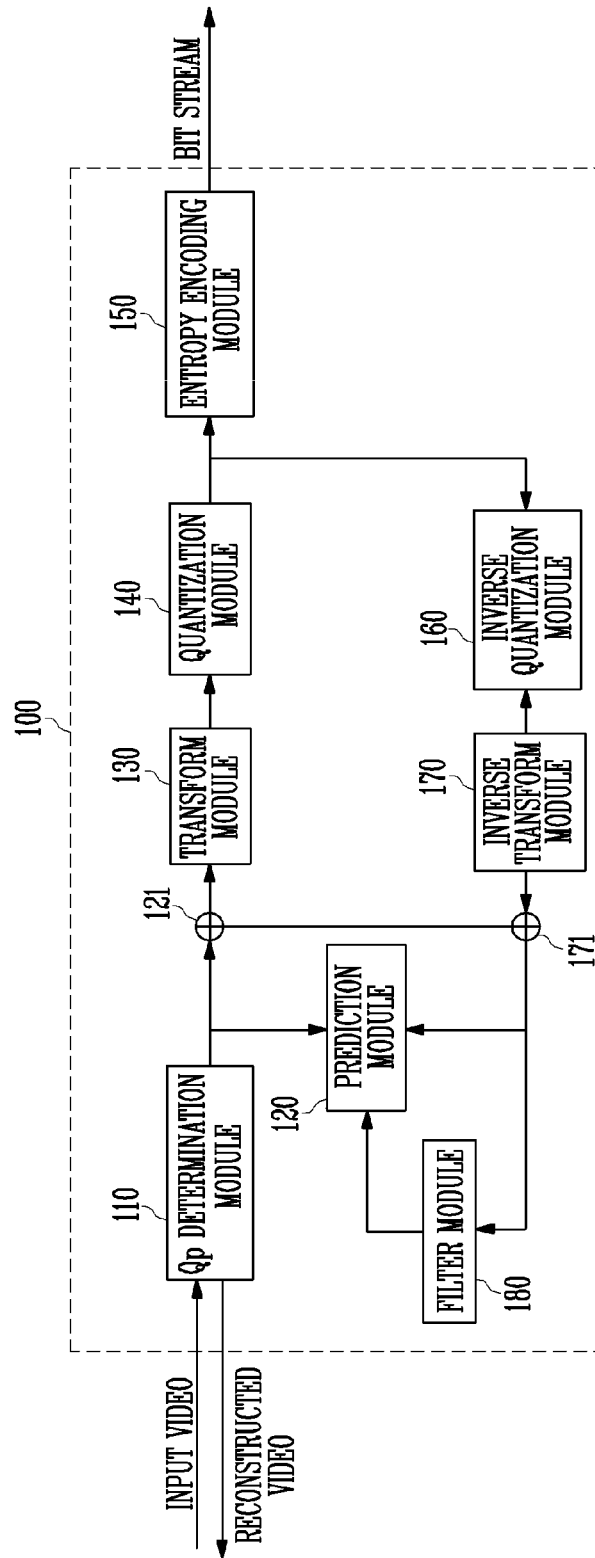 100
INPUT VIDEO
RECONSTRUCTED
VIDEO
110
Qp DETERMINATION
MODULE
121
130
TRANSFORM
MODULE
140
QUANTIZATION
MODULE
150
ENTROPY ENCODING
MODULE
BIT STREAM
120
PREDICTION
MODULE
180
FILTER MODULE
171
170
INVERSE
TRANSFORM
MODULE
160
INVERSE
QUANTIZATION
MODULE